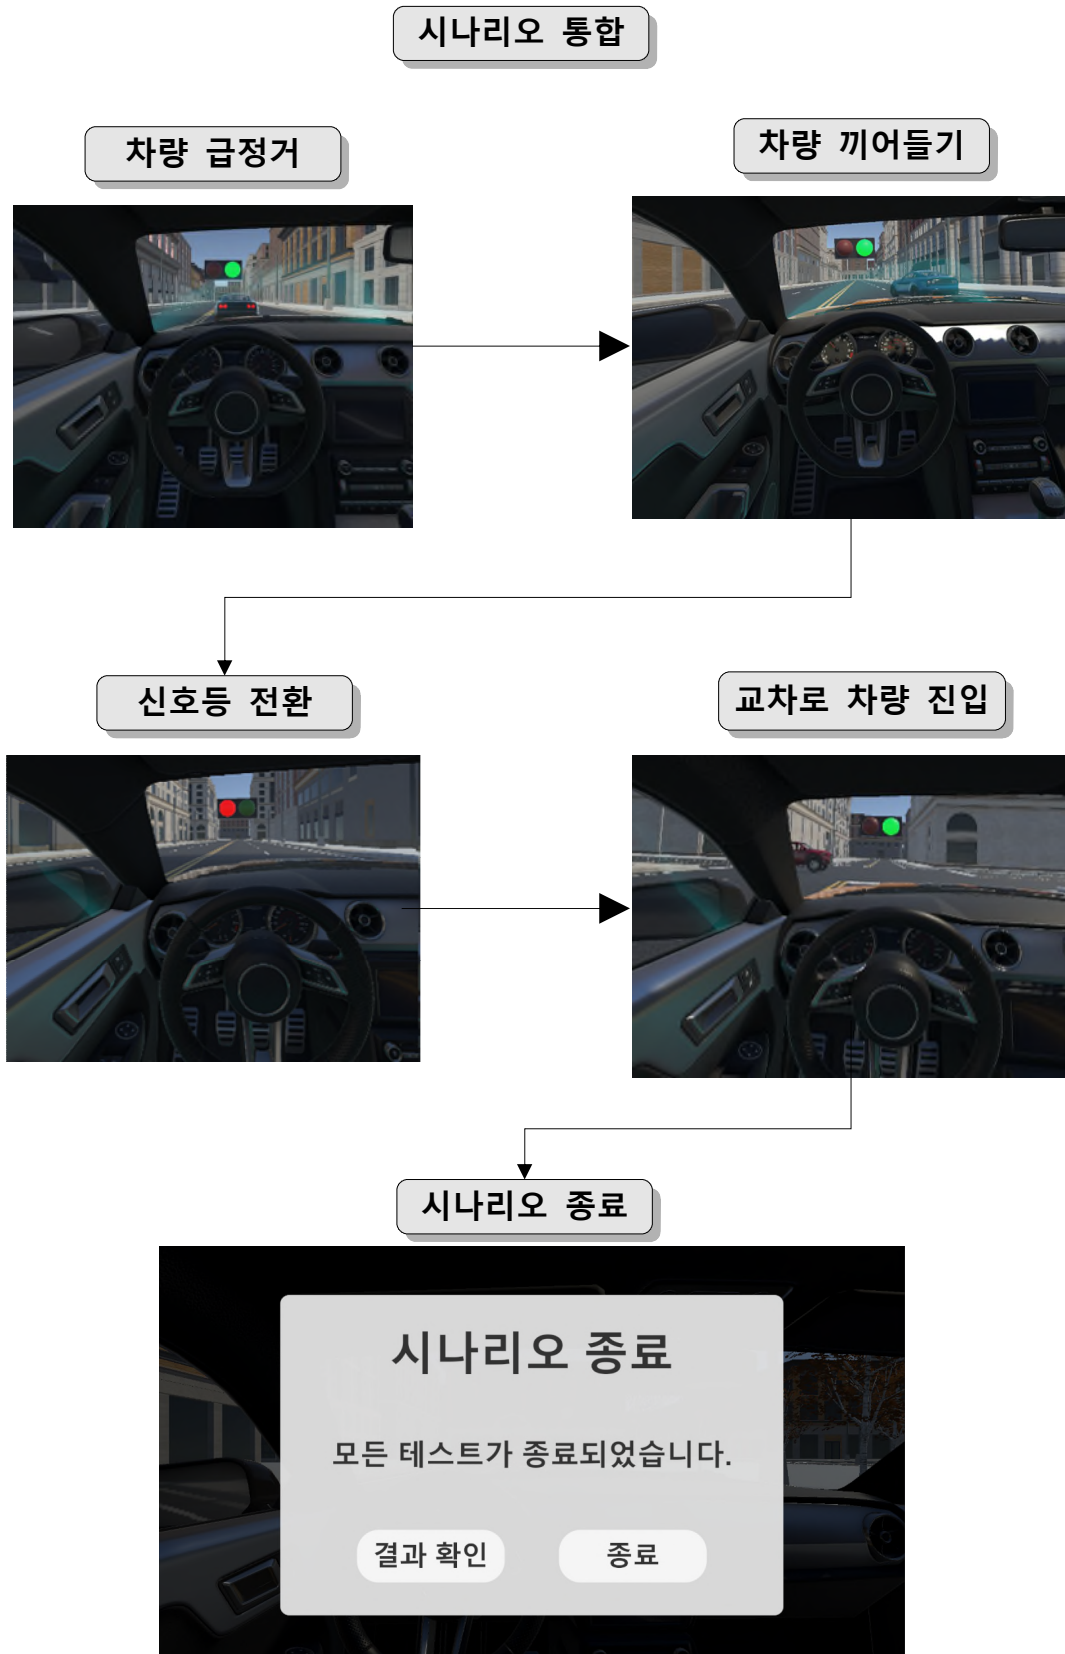 시나리오 통합
차량 급정거
차량 끼어들기
신호등 전환
교차로 차량 진입
시나리오 종료
시나리오 종료
모든 테스트가 종료되었습니다.
결과 확인
종료